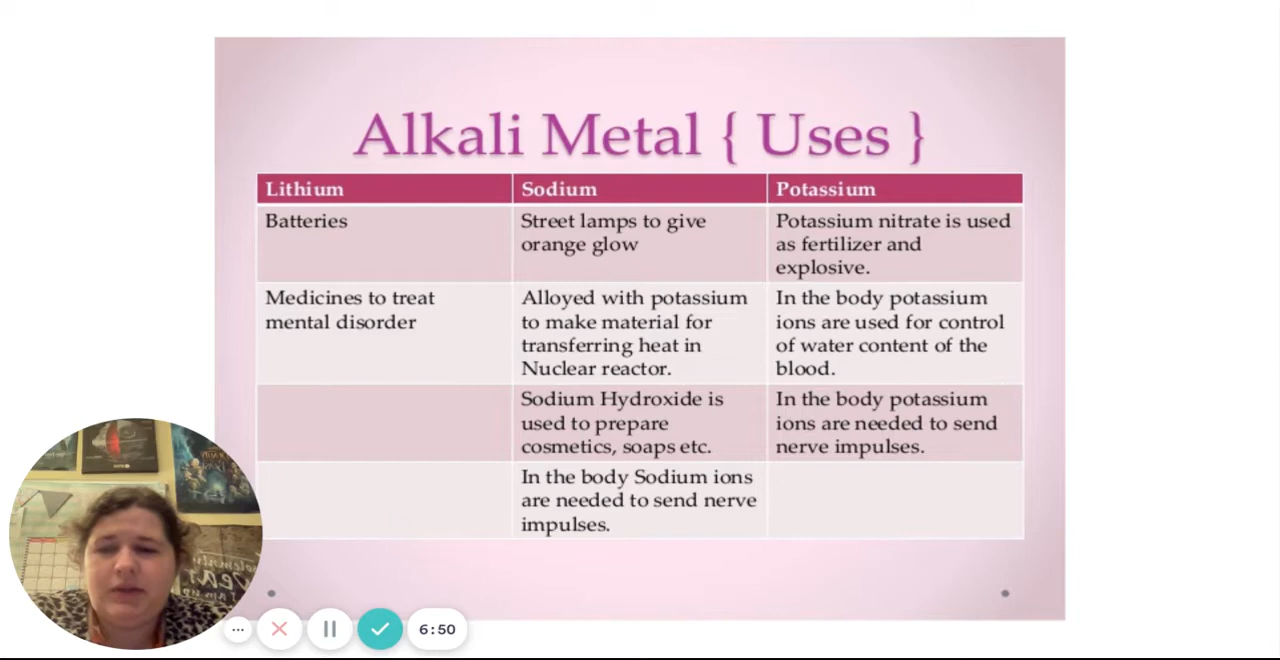 Alkali Metal { Uses }
Lithium
Sodium
Potassium
Batteries
Street lamps to give
orange glow
Potassium nitrate is used
as fertilizer and
explosive.
Medicines to treat
mental disorder
Alloyed with potassium
to make material for
transferring heat in
Nuclear reactor.
In the body potassium
ions are used for control
of water content of the
blood.
Sodium Hydroxide is
used to prepare
cosmetics, soaps etc.
In the body potassium
ions are needed to send
nerve impulses.
In the body Sodium ions
are needed to send nerve
impulses.
6:50